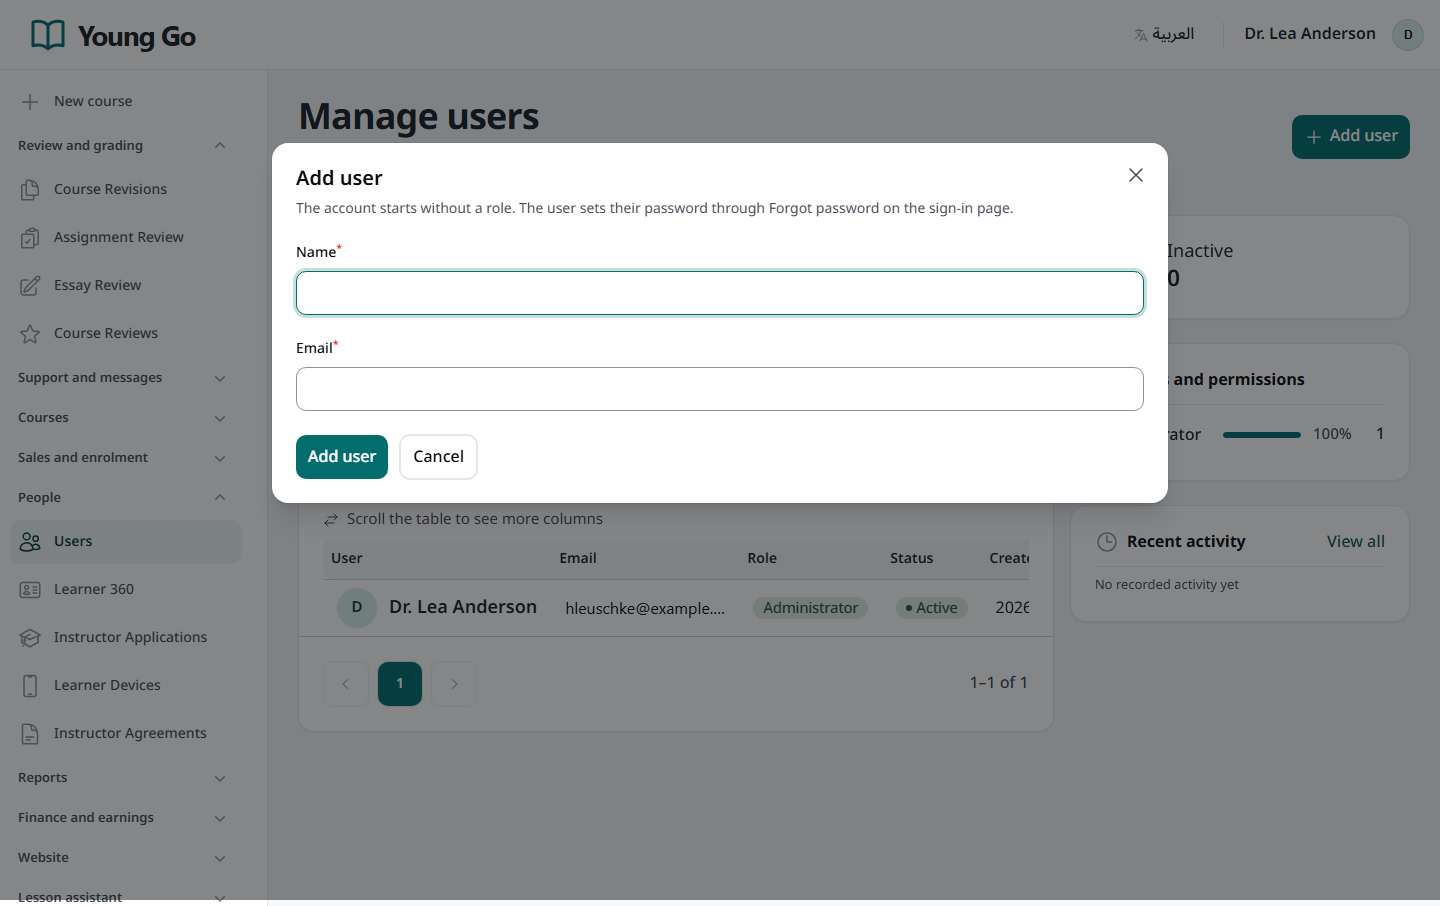 Young Go
العربية
Dr. Lea Anderson
D
New course
Review and grading
Course Revisions
Assignment Review
Essay Review
Course Reviews
Support and messages
Courses
Sales and enrolment
People
Users
Learner 360
Instructor Applications
Learner Devices
Instructor Agreements
Reports
Finance and earnings
Website
Lesson assistant
Manage users
Add user
Add user
The account starts without a role. The user sets their password through Forgot password on the sign-in page.
Name*
Email*
Add user
Cancel
Inactive
0
and permissions
100% 1
Scroll the table to see more columns
User Email Role Status
D Dr. Lea Anderson hleuschke@example.... Administrator Active 2026
1
1–1 of 1
Recent activity View all
No recorded activity yet